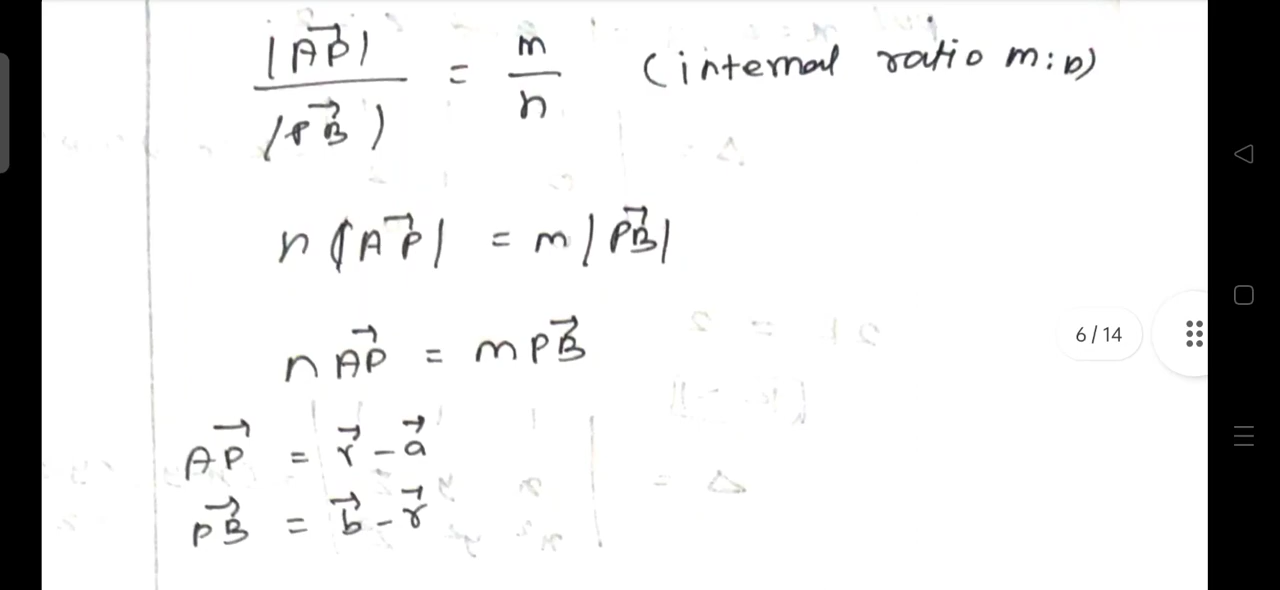 |AP⃗| / |PB⃗| = m/n (internal ratio m:n)
n|AP⃗| = m|PB⃗|
n AP⃗ = m PB⃗
AP⃗ = r⃗ - a⃗
PB⃗ = b⃗ - r⃗
6 / 14